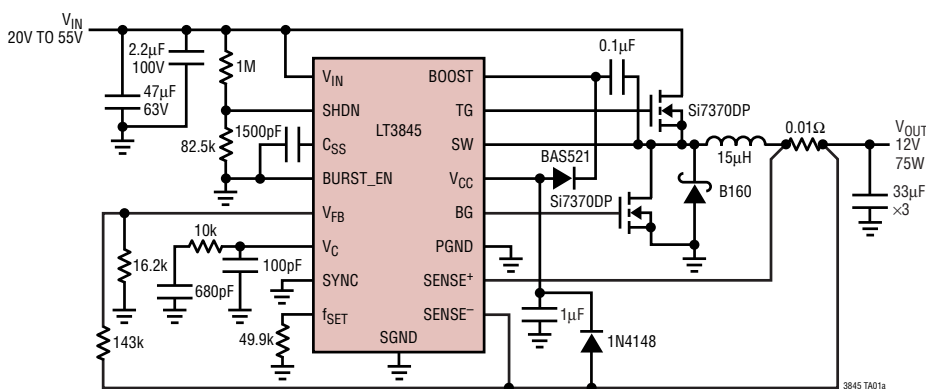 V_IN
20V TO 55V
2.2µF
100V
47µF
63V
1M
82.5k
1500pF
V_IN
SHDN
C_SS
BURST_EN
V_FB
V_C
SYNC
f_SET
LT3845
SGND
BOOST
TG
SW
V_CC
BG
PGND
SENSE+
SENSE–
0.1µF
Si7370DP
BAS521
Si7370DP
15µH
B160
0.01Ω
V_OUT
12V
75W
33µF
×3
16.2k
10k
100pF
680pF
143k
49.9k
1µF
1N4148
3845 TA01a